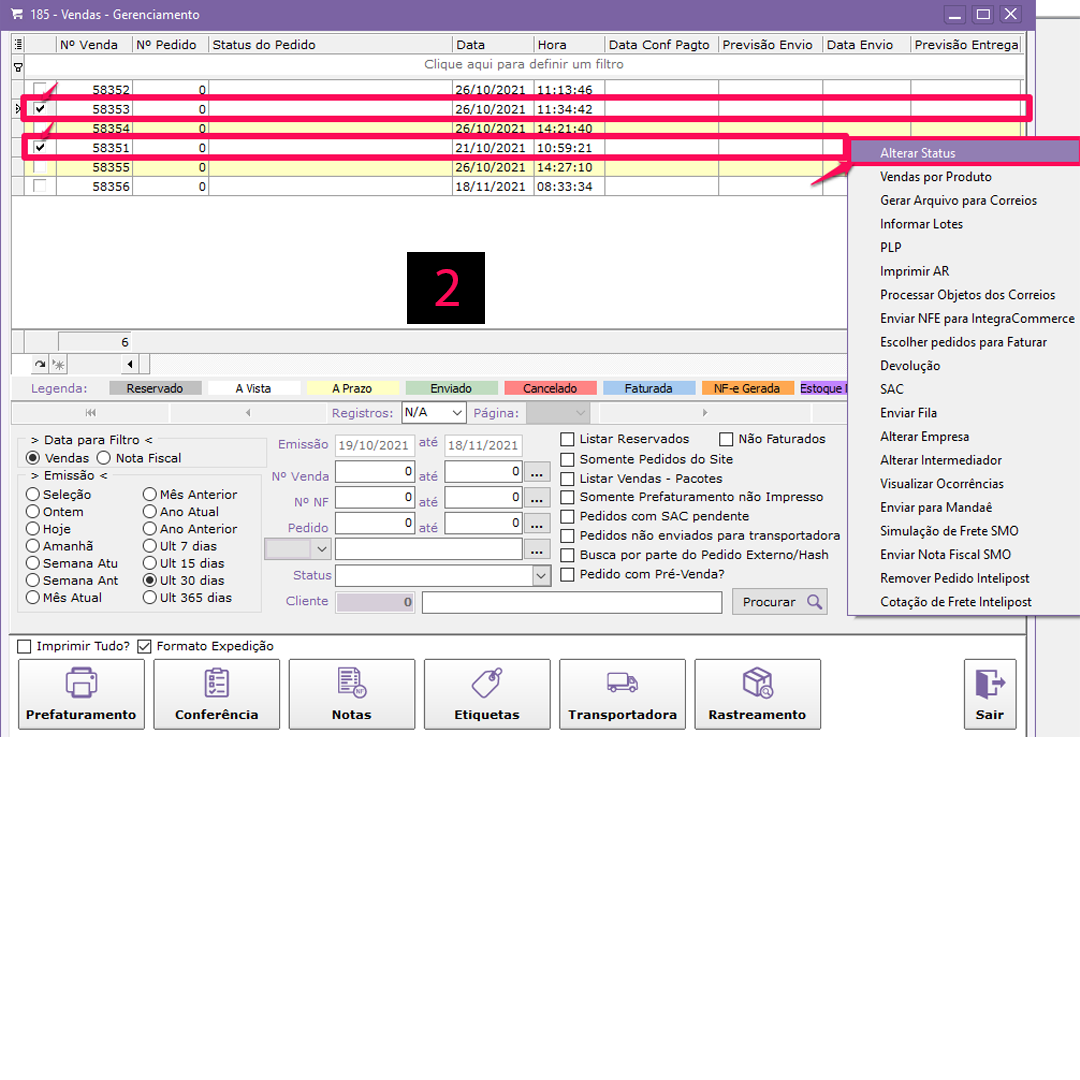 185 - Vendas - Gerenciamento
Nº Venda Nº Pedido Status do Pedido Data Hora Data Conf Pagto Previsão Envio Data Envio Previsão Entrega
Clique aqui para definir um filtro
58352 0 26/10/2021 11:13:46
58353 0 26/10/2021 11:34:42
58354 0 26/10/2021 14:21:40
58351 0 21/10/2021 10:59:21
58355 0 26/10/2021 14:27:10
58356 0 18/11/2021 08:33:34
Alterar Status
Vendas por Produto
Gerar Arquivo para Correios
Informar Lotes
PLP
Imprimir AR
Processar Objetos dos Correios
Enviar NFE para IntegraCommerce
Escolher pedidos para Faturar
Devolução
SAC
Enviar Fila
Alterar Empresa
Alterar Intermediador
Visualizar Ocorrências
Enviar para Mandaê
Simulação de Frete SMO
Enviar Nota Fiscal SMO
Remover Pedido Intelipost
Cotação de Frete Intelipost
2
6
Legenda: Reservado A Vista A Prazo Enviado Cancelado Faturada NF-e Gerada Estoque
Registros: N/A Página:
> Data para Filtro <
Vendas Nota Fiscal
> Emissão <
Seleção Mês Anterior
Ontem Ano Atual
Hoje Ano Anterior
Amanhã Ult 7 dias
Semana Atu Ult 15 dias
Semana Ant Ult 30 dias
Mês Atual Ult 365 dias
Emissão 19/10/2021 até 18/11/2021
Nº Venda 0 até 0 ...
Nº NF 0 até 0 ...
Pedido 0 até 0 ...
...
Status
Cliente 0
Procurar
Listar Reservados Não Faturados
Somente Pedidos do Site
Listar Vendas - Pacotes
Somente Prefaturamento não Impresso
Pedidos com SAC pendente
Pedidos não enviados para transportadora
Busca por parte do Pedido Externo/Hash
Pedido com Pré-Venda?
Imprimir Tudo? Formato Expedição
Prefaturamento Conferência Notas Etiquetas Transportadora Rastreamento Sair